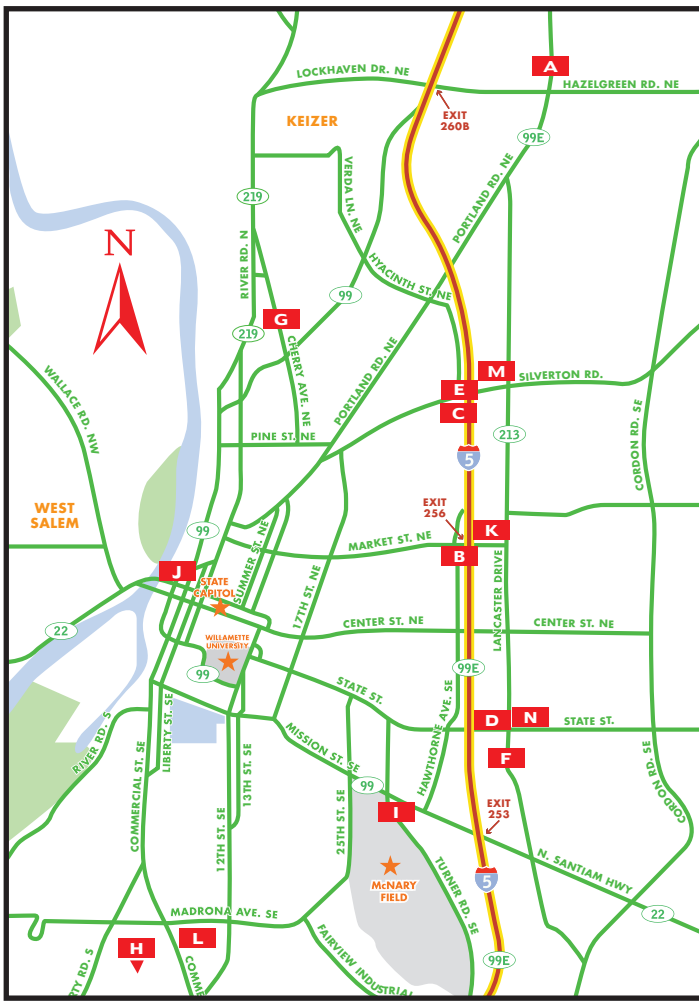 LOCKHAVEN DR. NE
A
HAZELGREEN RD. NE
EXIT
260B
KEIZER
99E
VERDA LN. NE
PORTLAND RD. NE
219
RIVER RD. N
N
HYACINTH ST. NE
99
G
219
CHERRY AVE. NE
PORTLAND RD. NE
M
SILVERTON RD.
E
C
WALLACE RD. NW
CORDON RD. SE
PINE ST. NE
213
5
WEST
SALEM
EXIT
256
99
SUMMER ST. NE
MARKET ST. NE
K
B
LANCASTER DRIVE
J
STATE
CAPITOL
17TH ST. NE
22
CENTER ST. NE
CENTER ST. NE
WILLAMETTE
UNIVERSITY
99
99E
STATE ST.
HAWTHORNE AVE. SE
D
N
STATE ST.
RIVER RD. S
LIBERTY ST. SE
COMMERCIAL ST. SE
MISSION ST. SE
13TH ST. SE
12TH ST. SE
F
CORDON RD. SE
99
25TH ST. SE
I
EXIT
253
N. SANTIAM HWY
McNARY
FIELD
TURNER RD. SE
5
22
MADRONA AVE. SE
L
H
RTY RD. S
COMME
FAIRVIEW INDUSTRIAL
99E